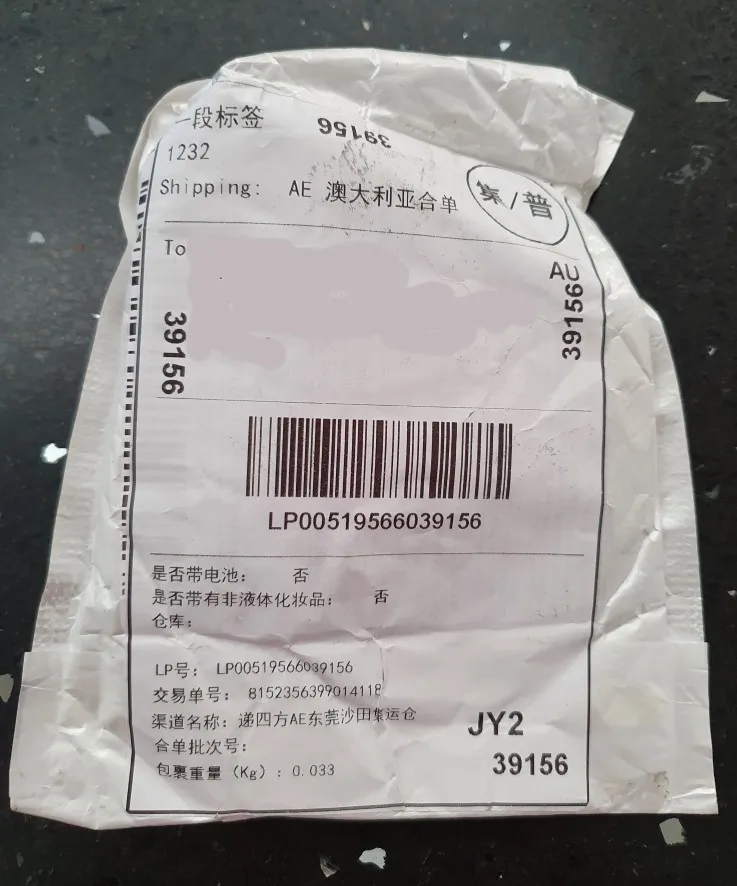 一段标签
39156
1232
Shipping: AE 澳大利亚合单
集/普
To
AU
39156
39156
LP00519566039156
是否带电池: 否
是否带有非液体化妆品: 否
仓库:
LP号: LP00519566039156
交易单号: 8152356399014118
渠道名称: 递四方AE东莞沙田集运仓
合单批次号:
JY2
包裹重量 (Kg): 0.033
39156